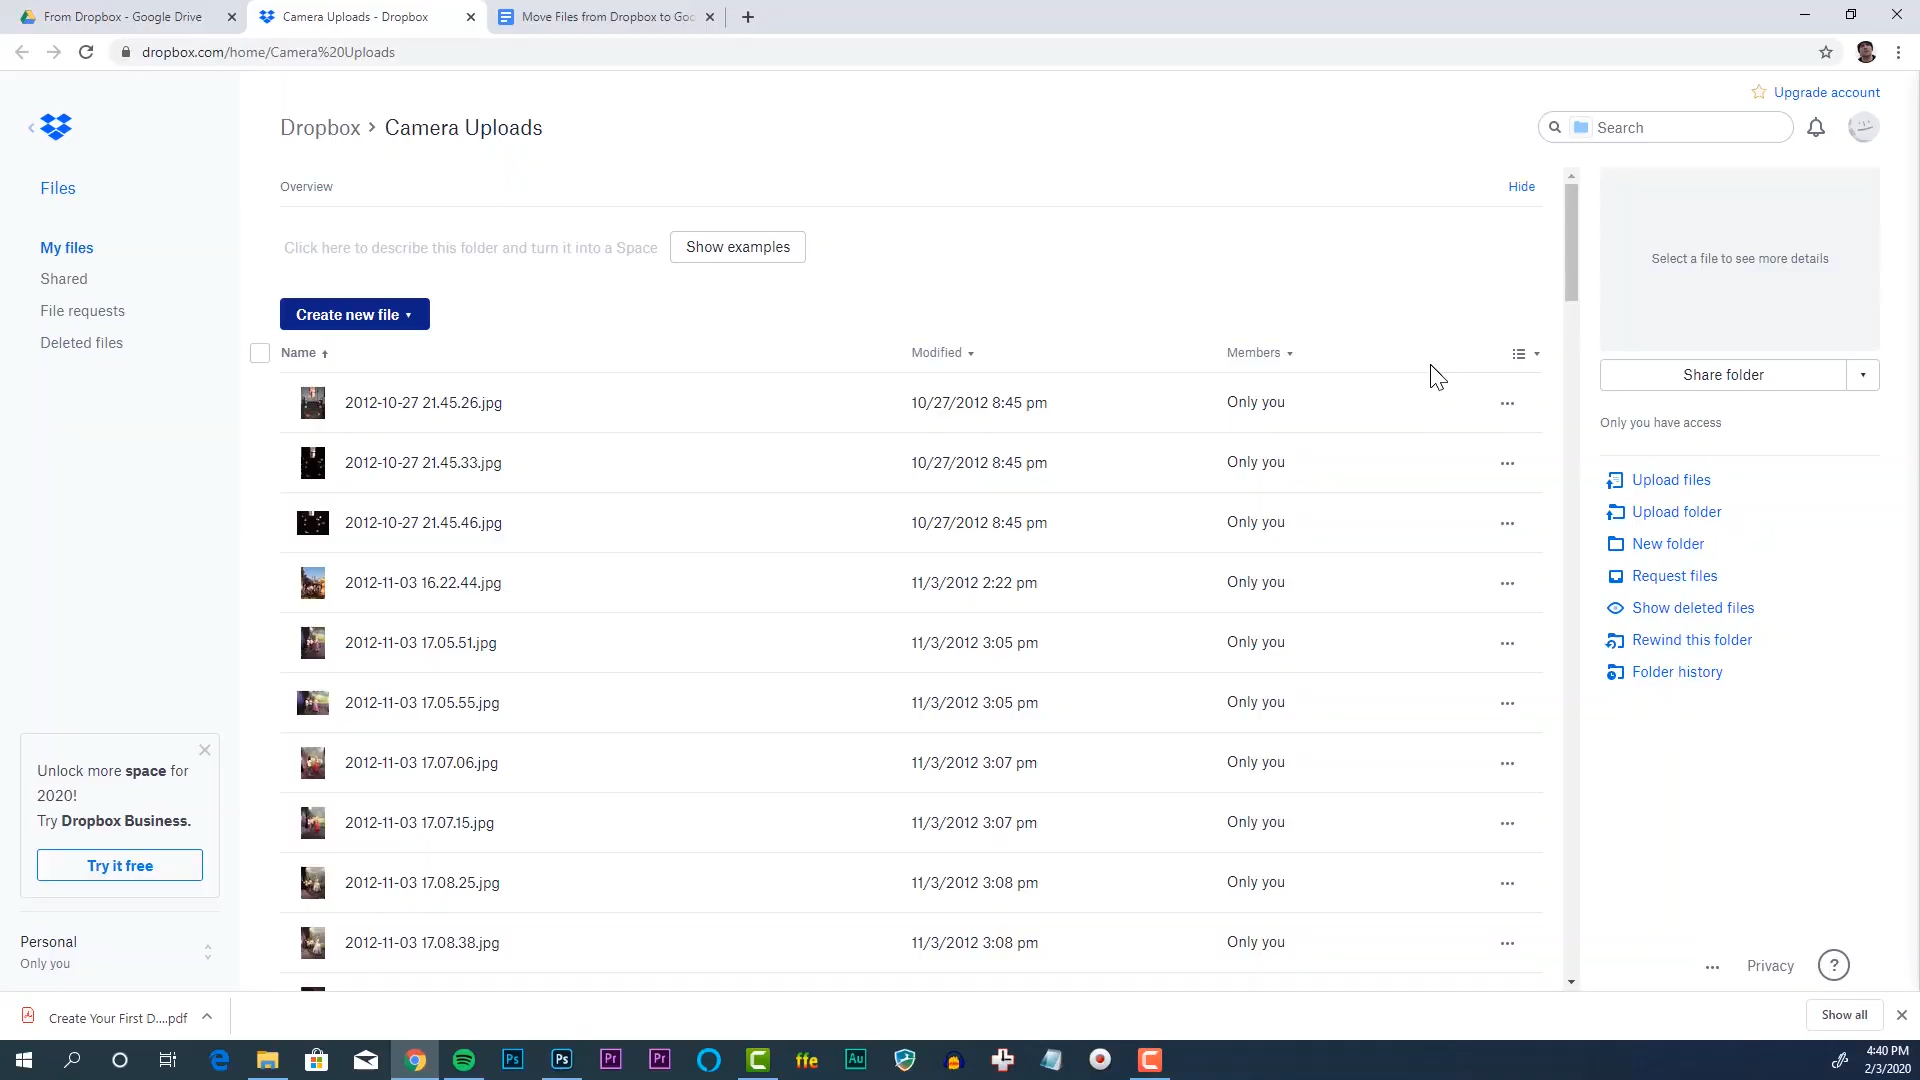 From Dropbox - Google Drive
Camera Uploads - Dropbox
Move Files from Dropbox to Goo
dropbox.com/home/Camera%20Uploads
Upgrade account
Dropbox › Camera Uploads
Search
Files
Overview
Hide
My files
Click here to describe this folder and turn it into a Space
Show examples
Select a file to see more details
Shared
File requests
Create new file
Deleted files
Name
Modified
Members
Share folder
2012-10-27 21.45.26.jpg 10/27/2012 8:45 pm Only you
Only you have access
2012-10-27 21.45.33.jpg 10/27/2012 8:45 pm Only you
Upload files
Upload folder
2012-10-27 21.45.46.jpg 10/27/2012 8:45 pm Only you
New folder
Request files
2012-11-03 16.22.44.jpg 11/3/2012 2:22 pm Only you
Show deleted files
Rewind this folder
2012-11-03 17.05.51.jpg 11/3/2012 3:05 pm Only you
Folder history
2012-11-03 17.05.55.jpg 11/3/2012 3:05 pm Only you
2012-11-03 17.07.06.jpg 11/3/2012 3:07 pm Only you
2012-11-03 17.07.15.jpg 11/3/2012 3:07 pm Only you
2012-11-03 17.08.25.jpg 11/3/2012 3:08 pm Only you
2012-11-03 17.08.38.jpg 11/3/2012 3:08 pm Only you
Unlock more space for
2020!
Try Dropbox Business.
Try it free
Personal
Only you
Privacy
?
Create Your First D....pdf
Show all
Ps
Ps
Pr
Pr
ffe
Au
4:40 PM
2/3/2020